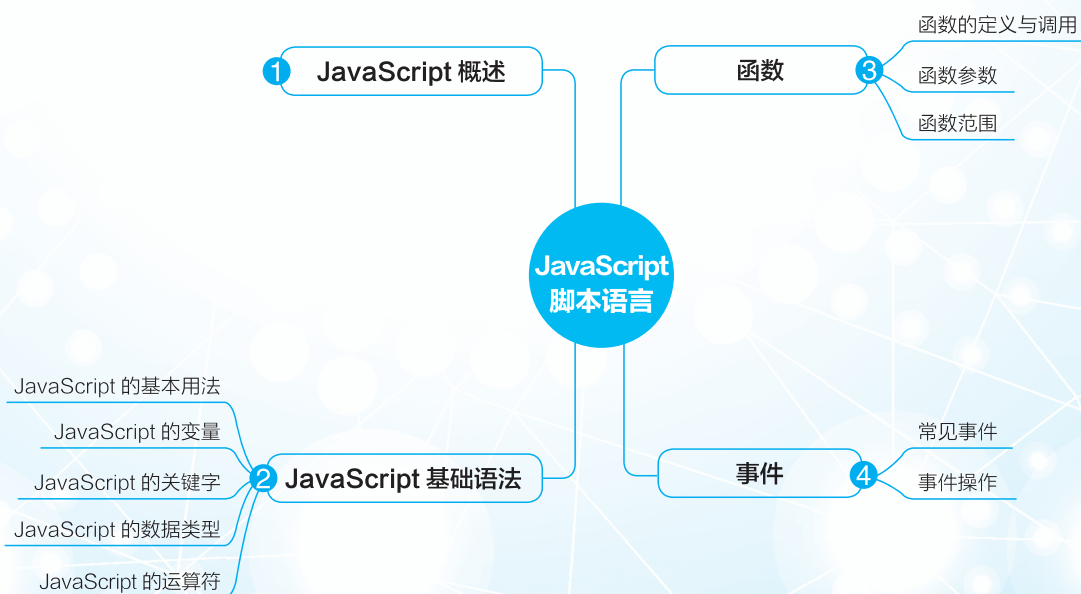 1 JavaScript 概述
JavaScript
脚本语言
2 JavaScript 基础语法
JavaScript 的基本用法
JavaScript 的变量
JavaScript 的关键字
JavaScript 的数据类型
JavaScript 的运算符
函数 3
函数的定义与调用
函数参数
函数范围
事件 4
常见事件
事件操作